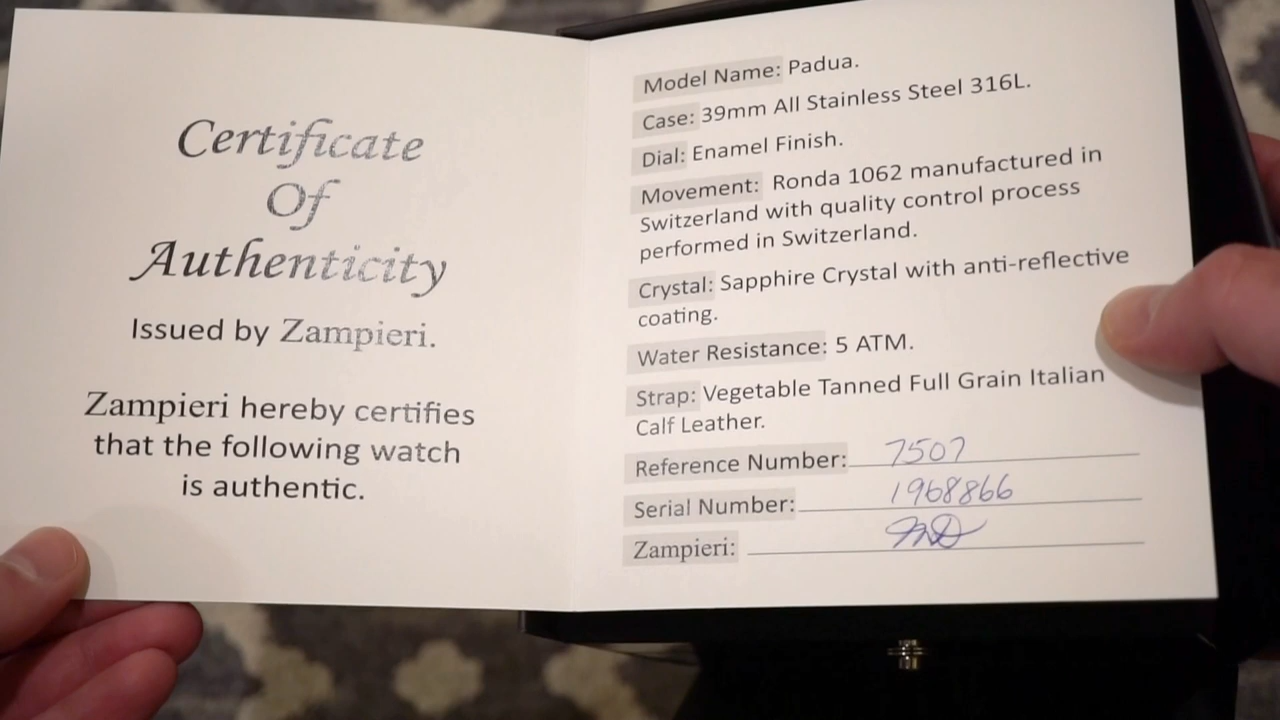 Certificate
Of
Authenticity
Issued by Zampieri.
Zampieri hereby certifies
that the following watch
is authentic.
Model Name: Padua.
Case: 39mm All Stainless Steel 316L.
Dial: Enamel Finish.
Movement: Ronda 1062 manufactured in
Switzerland with quality control process
performed in Switzerland.
Crystal: Sapphire Crystal with anti-reflective
coating.
Water Resistance: 5 ATM.
Strap: Vegetable Tanned Full Grain Italian
Calf Leather.
Reference Number: 7507
Serial Number: 1968866
Zampieri: